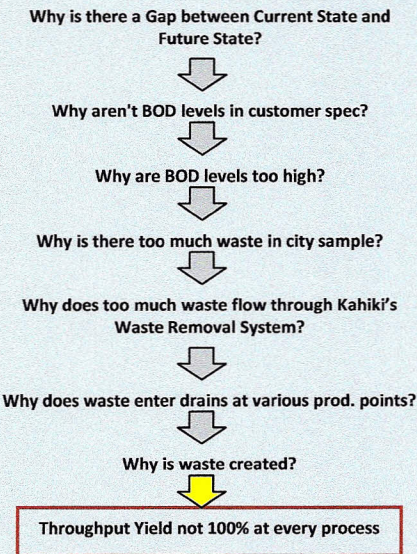 Why is there a Gap between Current State and
Future State?
Why aren't BOD levels in customer spec?
Why are BOD levels too high?
Why is there too much waste in city sample?
Why does too much waste flow through Kahiki's
Waste Removal System?
Why does waste enter drains at various prod. points?
Why is waste created?
Throughput Yield not 100% at every process